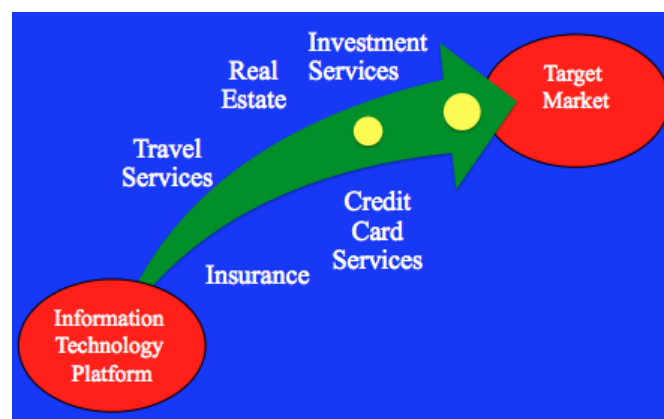 Investment
Services
Real
Estate
Target
Market
Travel
Services
Credit
Card
Services
Insurance
Information
Technology
Platform